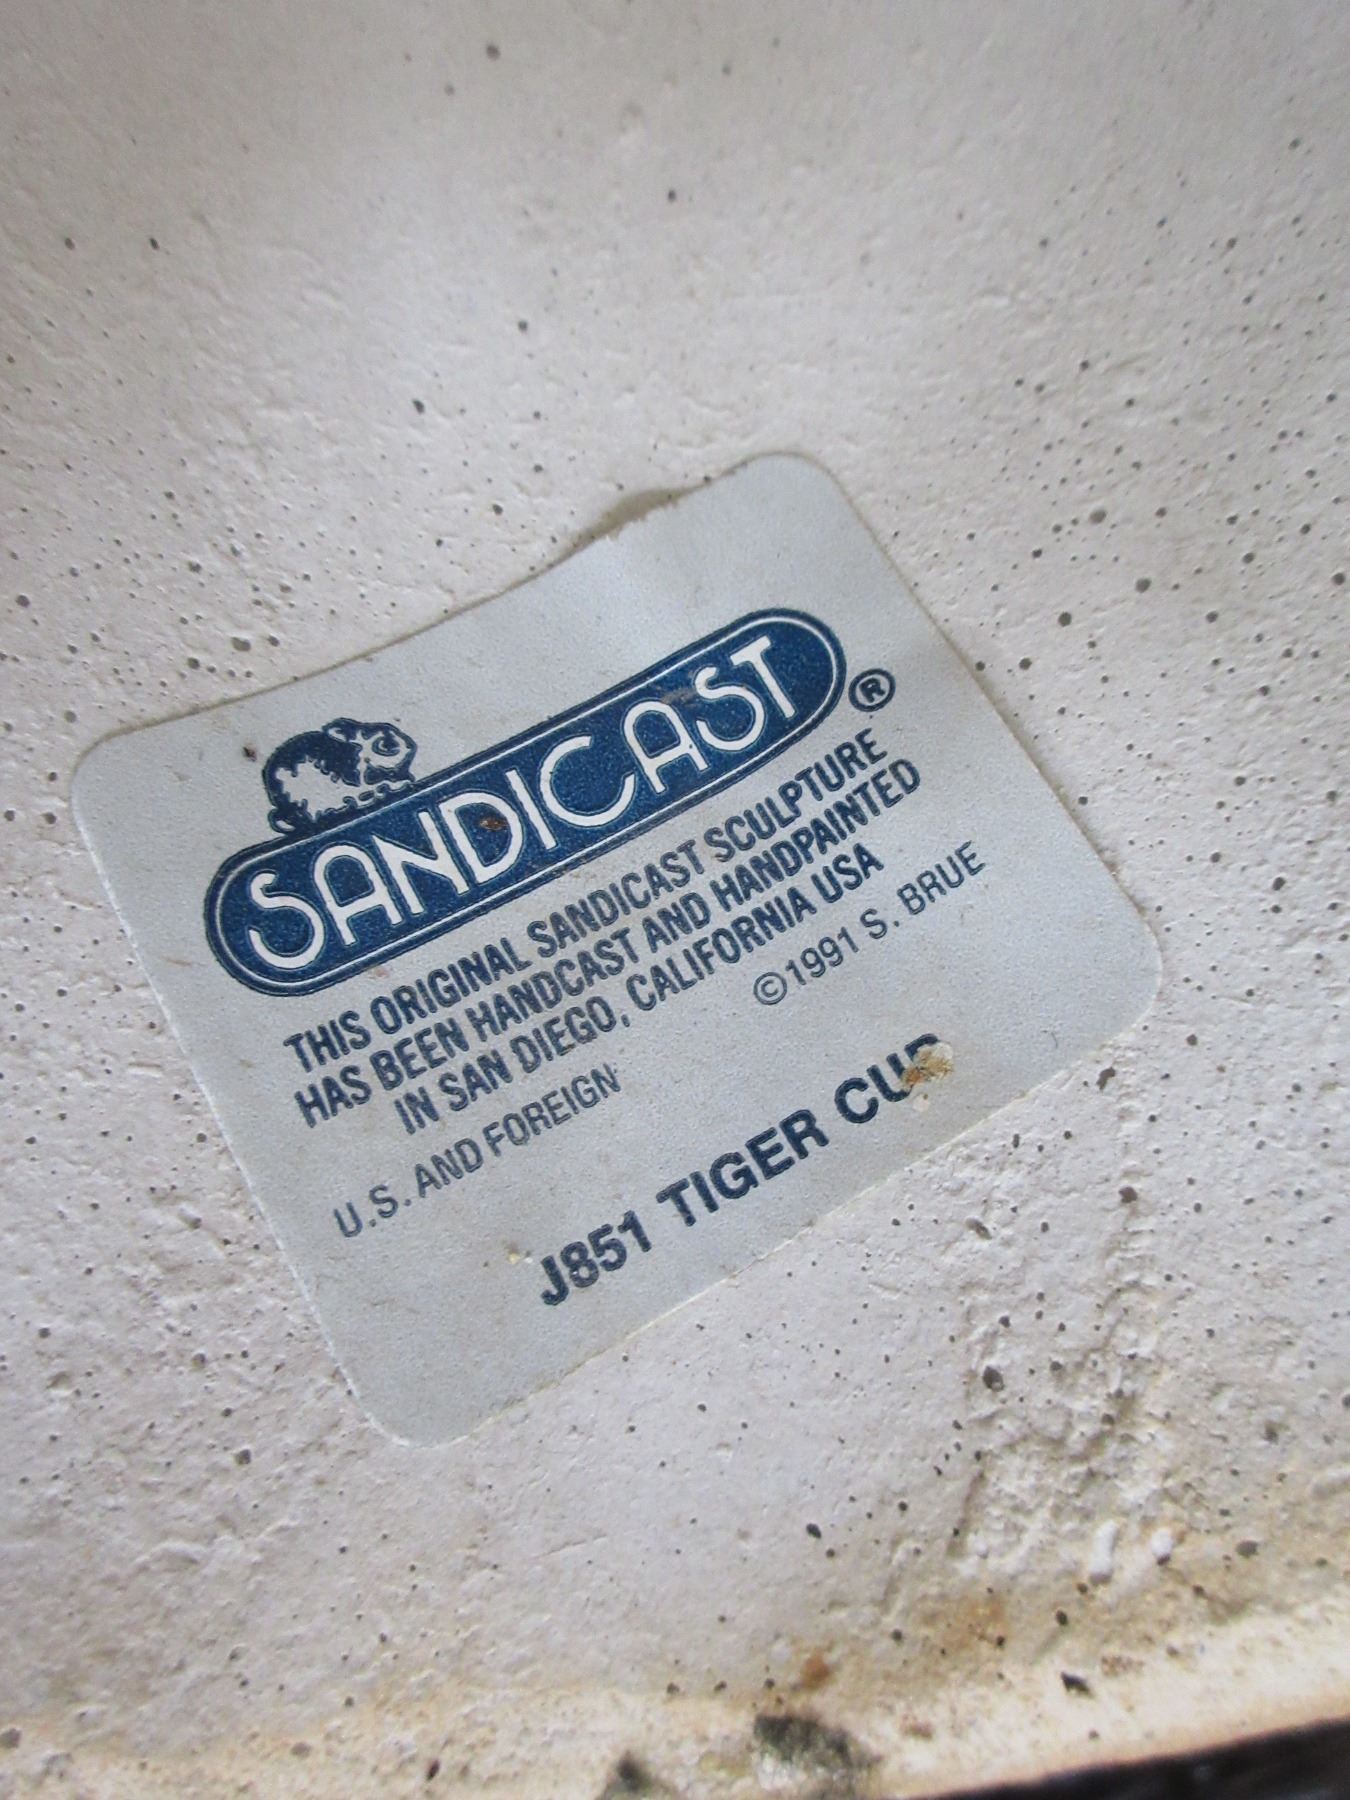 SANDICAST ®
THIS ORIGINAL SANDICAST SCULPTURE
HAS BEEN HANDCAST AND HANDPAINTED
IN SAN DIEGO, CALIFORNIA USA
U.S. AND FOREIGN ©1991 S. BRUE
J851 TIGER CUB